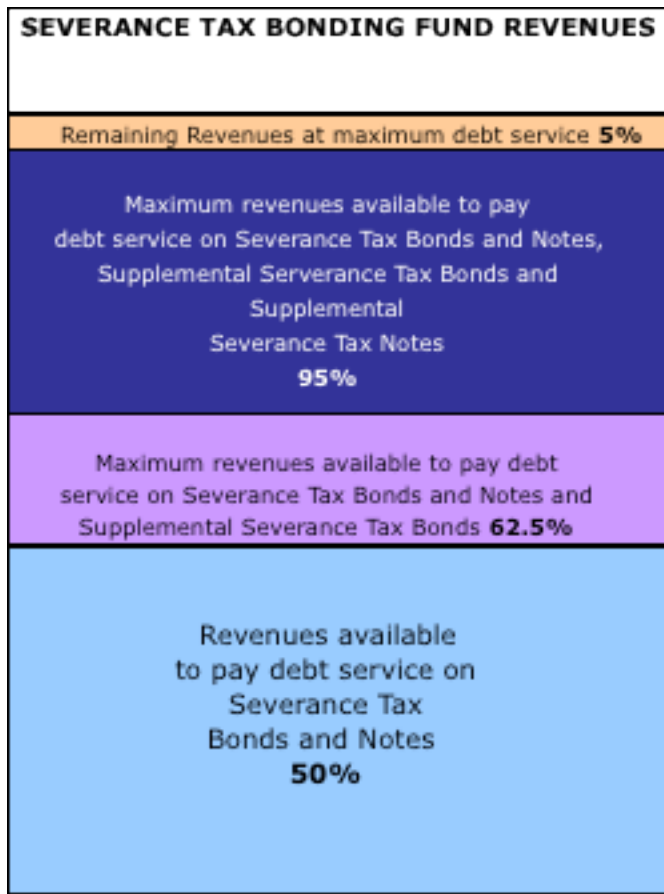 SEVERANCE TAX BONDING FUND REVENUES
Remaining Revenues at maximum debt service 5%
Maximum revenues available to pay
debt service on Severance Tax Bonds and Notes,
Supplemental Serverance Tax Bonds and
Supplemental
Severance Tax Notes
95%
Maximum revenues available to pay debt
service on Severance Tax Bonds and Notes and
Supplemental Severance Tax Bonds 62.5%
Revenues available
to pay debt service on
Severance Tax
Bonds and Notes
50%